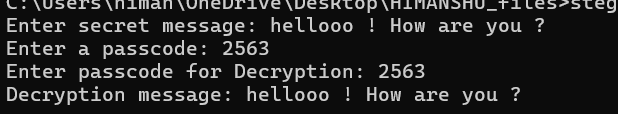 C:\Users\himan\OneDrive\Desktop\HIMANSHU_files>steg
Enter secret message: hellooo ! How are you ?
Enter a passcode: 2563
Enter passcode for Decryption: 2563
Decryption message: hellooo ! How are you ?